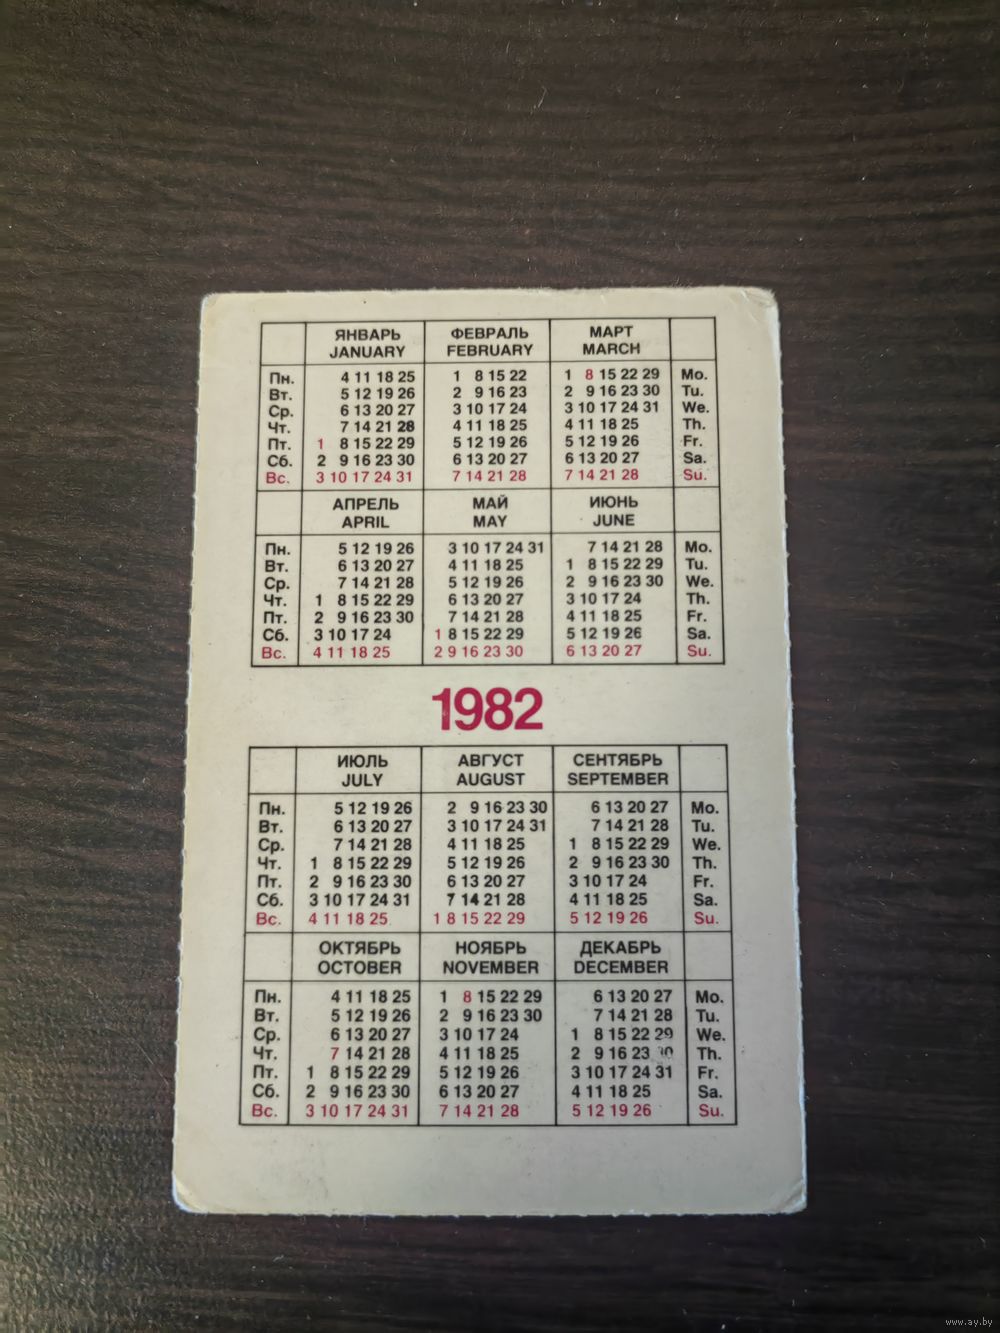 ЯНВАРЬ ФЕВРАЛЬ МАРТ
JANUARY FEBRUARY MARCH
Пн. 4 11 18 25 1 8 15 22 1 8 15 22 29 Mo.
Вт. 5 12 19 26 2 9 16 23 2 9 16 23 30 Tu.
Ср. 6 13 20 27 3 10 17 24 3 10 17 24 31 We.
Чт. 7 14 21 28 4 11 18 25 4 11 18 25 Th.
Пт. 1 8 15 22 29 5 12 19 26 5 12 19 26 Fr.
Сб. 2 9 16 23 30 6 13 20 27 6 13 20 27 Sa.
Вс. 3 10 17 24 31 7 14 21 28 7 14 21 28 Su.
АПРЕЛЬ МАЙ ИЮНЬ
APRIL MAY JUNE
Пн. 5 12 19 26 3 10 17 24 31 7 14 21 28 Mo.
Вт. 6 13 20 27 4 11 18 25 1 8 15 22 29 Tu.
Ср. 7 14 21 28 5 12 19 26 2 9 16 23 30 We.
Чт. 1 8 15 22 29 6 13 20 27 3 10 17 24 Th.
Пт. 2 9 16 23 30 7 14 21 28 4 11 18 25 Fr.
Сб. 3 10 17 24 1 8 15 22 29 5 12 19 26 Sa.
Вс. 4 11 18 25 2 9 16 23 30 6 13 20 27 Su.
1982
ИЮЛЬ АВГУСТ СЕНТЯБРЬ
JULY AUGUST SEPTEMBER
Пн. 5 12 19 26 2 9 16 23 30 6 13 20 27 Mo.
Вт. 6 13 20 27 3 10 17 24 31 7 14 21 28 Tu.
Ср. 7 14 21 28 4 11 18 25 1 8 15 22 29 We.
Чт. 1 8 15 22 29 5 12 19 26 2 9 16 23 30 Th.
Пт. 2 9 16 23 30 6 13 20 27 3 10 17 24 Fr.
Сб. 3 10 17 24 31 7 14 21 28 4 11 18 25 Sa.
Вс. 4 11 18 25 1 8 15 22 29 5 12 19 26 Su.
ОКТЯБРЬ НОЯБРЬ ДЕКАБРЬ
OCTOBER NOVEMBER DECEMBER
Пн. 4 11 18 25 1 8 15 22 29 6 13 20 27 Mo.
Вт. 5 12 19 26 2 9 16 23 30 7 14 21 28 Tu.
Ср. 6 13 20 27 3 10 17 24 1 8 15 22 29 We.
Чт. 7 14 21 28 4 11 18 25 2 9 16 23 30 Th.
Пт. 1 8 15 22 29 5 12 19 26 3 10 17 24 31 Fr.
Сб. 2 9 16 23 30 6 13 20 27 4 11 18 25 Sa.
Вс. 3 10 17 24 31 7 14 21 28 5 12 19 26 Su.
www.ay.by